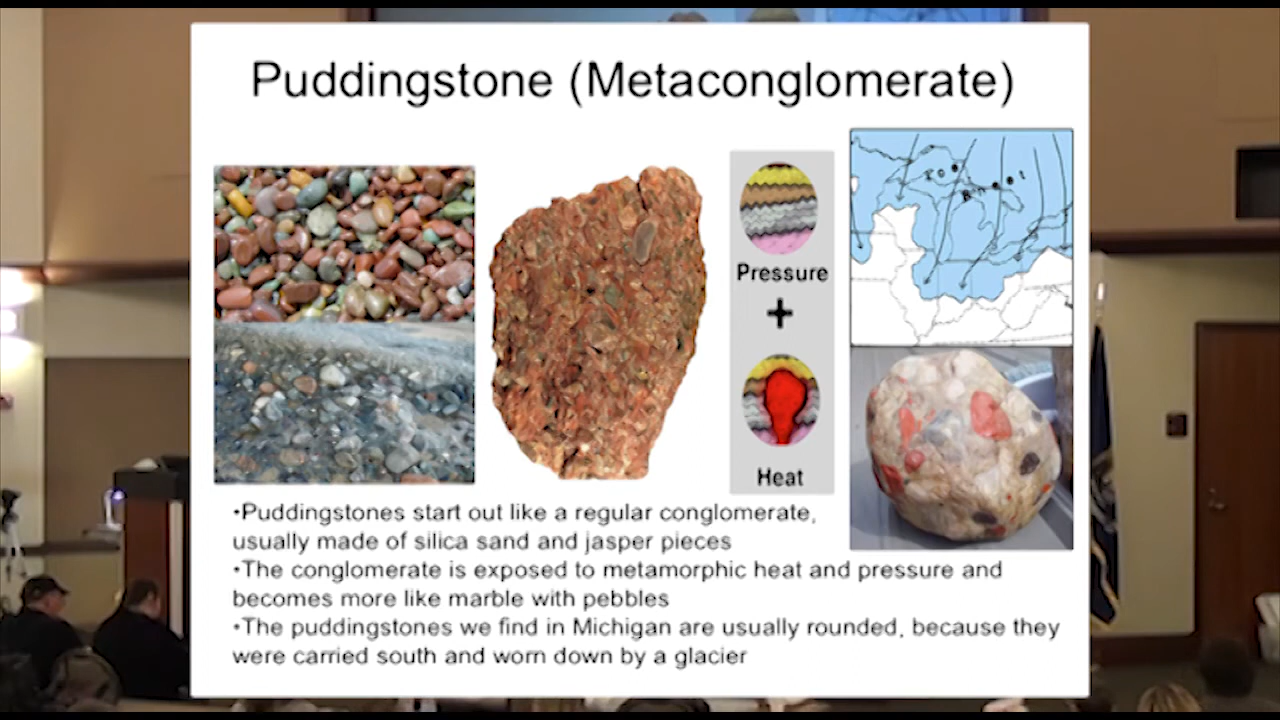 Puddingstone (Metaconglomerate)
Pressure
+
Heat
•Puddingstones start out like a regular conglomerate,
usually made of silica sand and jasper pieces
•The conglomerate is exposed to metamorphic heat and pressure and
becomes more like marble with pebbles
•The puddingstones we find in Michigan are usually rounded, because they
were carried south and worn down by a glacier